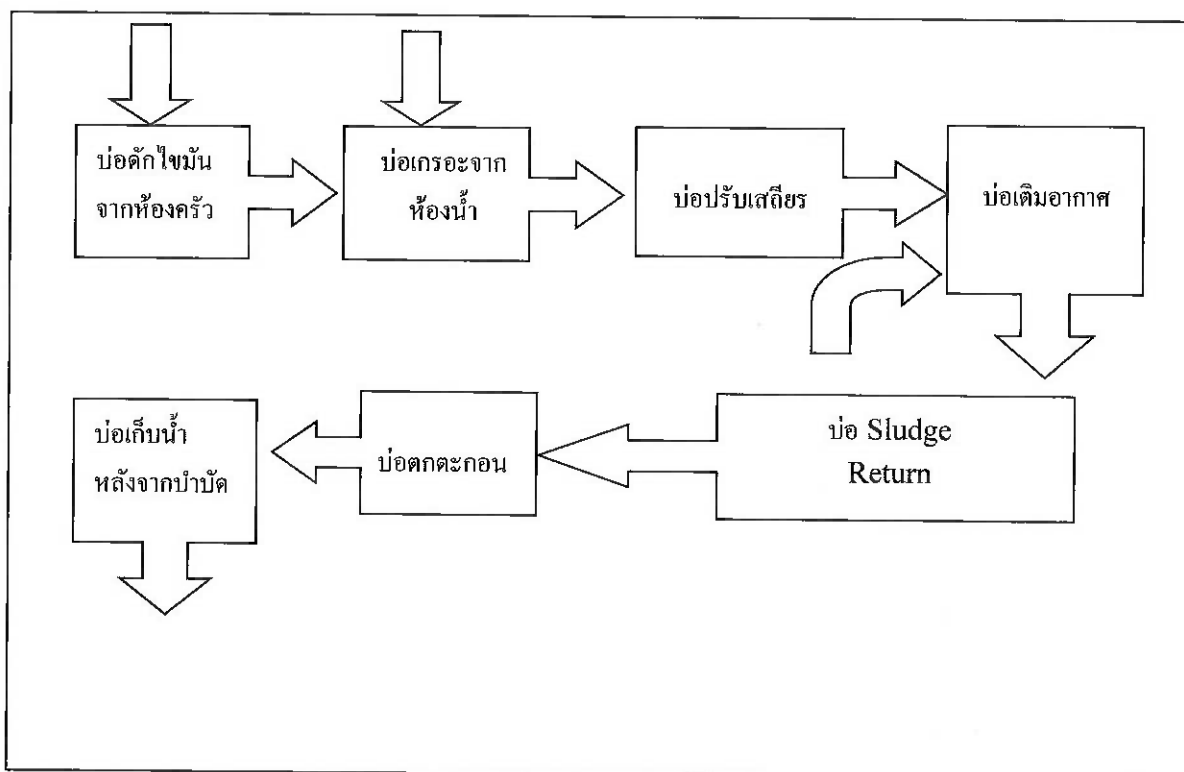 บ่อดักไขมัน
จากห้องครัว
บ่อเกรอะจาก
ห้องน้ำ
บ่อปรับเสถียร
บ่อเติมอากาศ
บ่อเก็บน้ำ
หลังจากบำบัด
บ่อตกตะกอน
บ่อ Sludge
Return